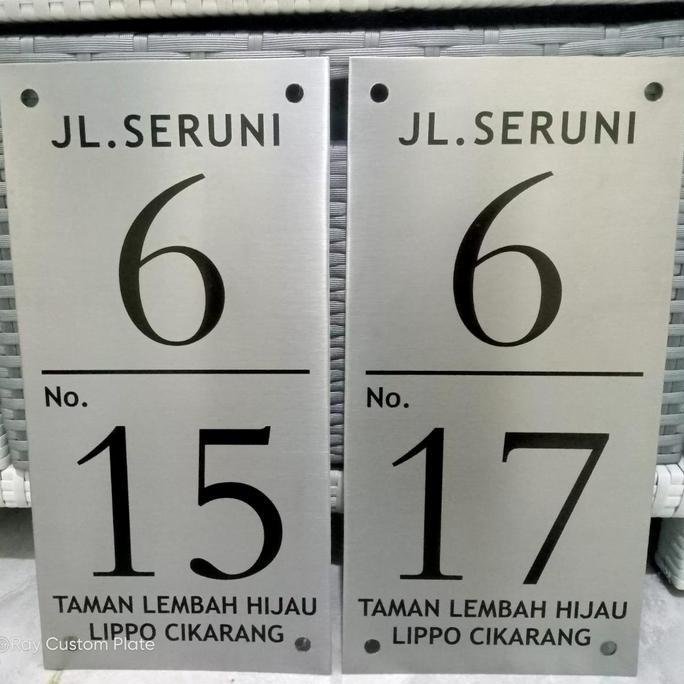 JL.SERUNI
6
No.
15
TAMAN LEMBAH HIJAU
LIPPO CIKARANG
JL.SERUNI
6
No.
17
TAMAN LEMBAH HIJAU
LIPPO CIKARANG
@Ray Custom Plate